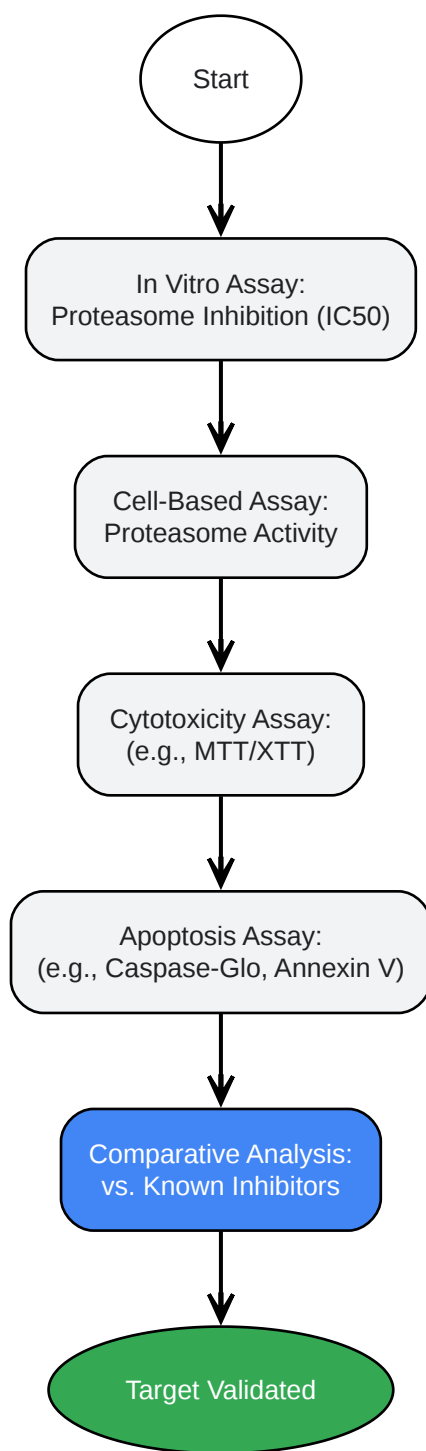 Start
In Vitro Assay:
Proteasome Inhibition (IC50)
Cell-Based Assay:
Proteasome Activity
Cytotoxicity Assay:
(e.g., MTT/XTT)
Apoptosis Assay:
(e.g., Caspase-Glo, Annexin V)
Comparative Analysis:
vs. Known Inhibitors
Target Validated